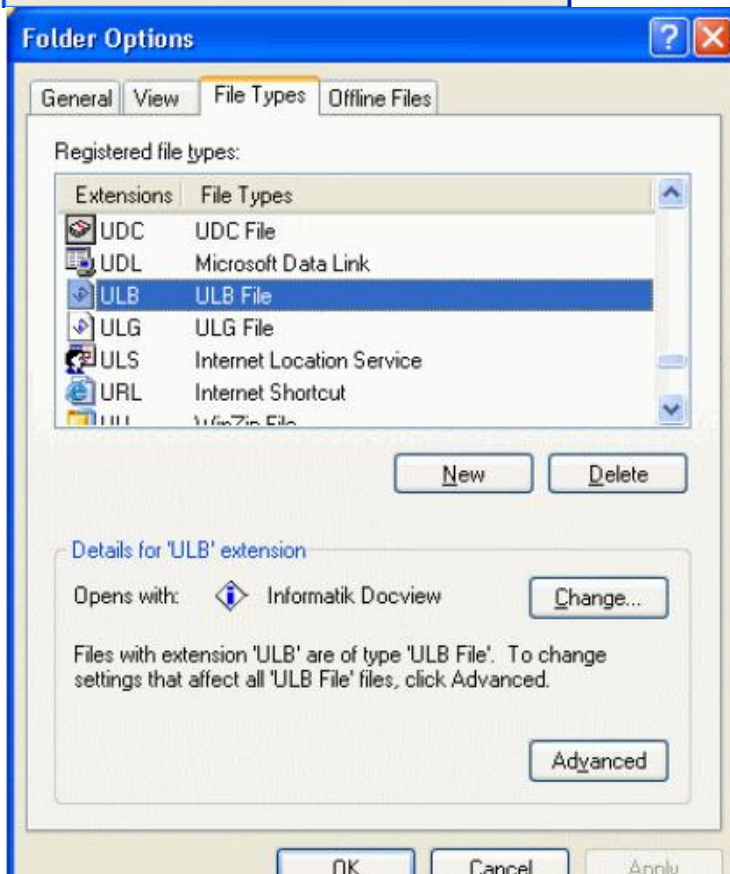 Folder Options
General View File Types Offline Files
Registered file types:
Extensions File Types
UDC UDC File
UDL Microsoft Data Link
ULB ULB File
ULG ULG File
ULS Internet Location Service
URL Internet Shortcut
UU WinZip File
New Delete
Details for 'ULB' extension
Opens with: Informatik Docview Change...
Files with extension 'ULB' are of type 'ULB File'. To change
settings that affect all 'ULB File' files, click Advanced.
Advanced
OK Cancel Apply